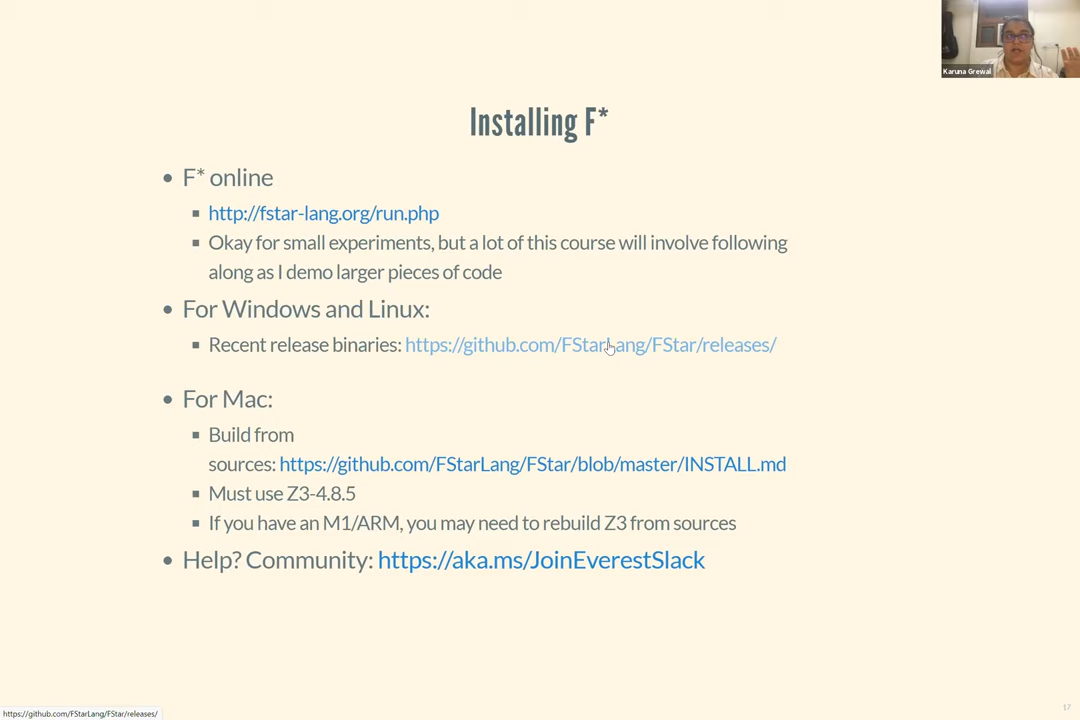 Karuna Grewal
Installing F*
F* online
http://fstar-lang.org/run.php
Okay for small experiments, but a lot of this course will involve following
along as I demo larger pieces of code
For Windows and Linux:
Recent release binaries: https://github.com/FStarLang/FStar/releases/
For Mac:
Build from
sources: https://github.com/FStarLang/FStar/blob/master/INSTALL.md
Must use Z3-4.8.5
If you have an M1/ARM, you may need to rebuild Z3 from sources
Help? Community: https://aka.ms/JoinEverestSlack
17
https://github.com/FStarLang/FStar/releases/